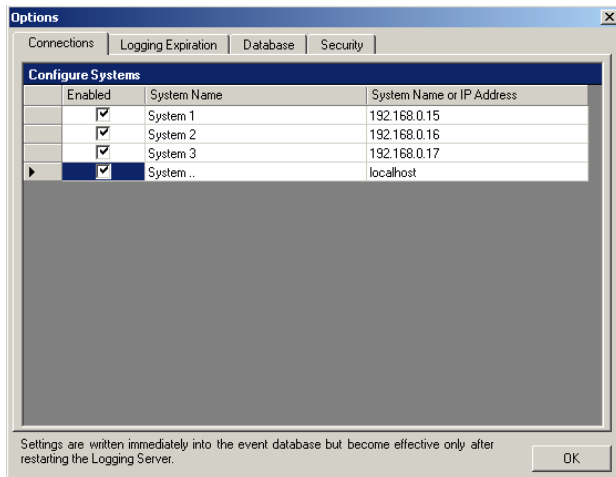 Options
Connections Logging Expiration Database Security
Configure Systems
Enabled System Name System Name or IP Address
System 1 192.168.0.15
System 2 192.168.0.16
System 3 192.168.0.17
System .. localhost
Settings are written immediately into the event database but become effective only after
restarting the Logging Server.
OK